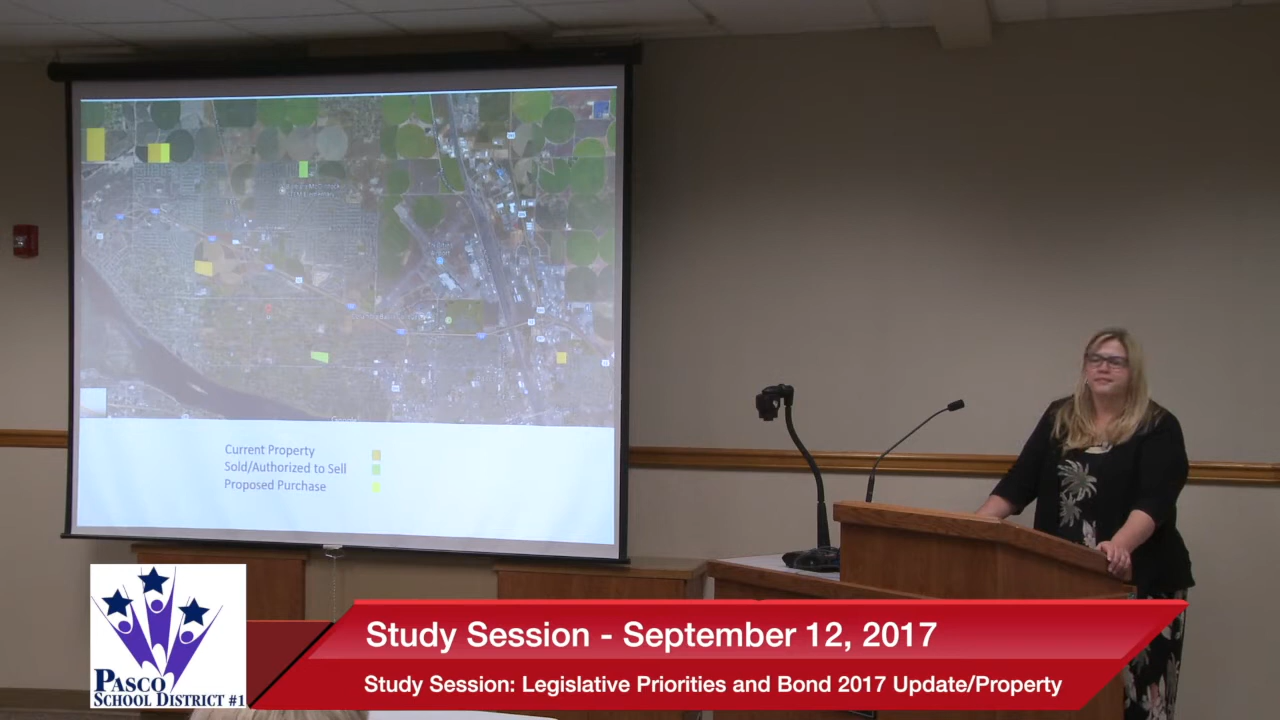 Current Property
Sold/Authorized to Sell
Proposed Purchase
PASCO
SCHOOL DISTRICT #1
Study Session - September 12, 2017
Study Session: Legislative Priorities and Bond 2017 Update/Property